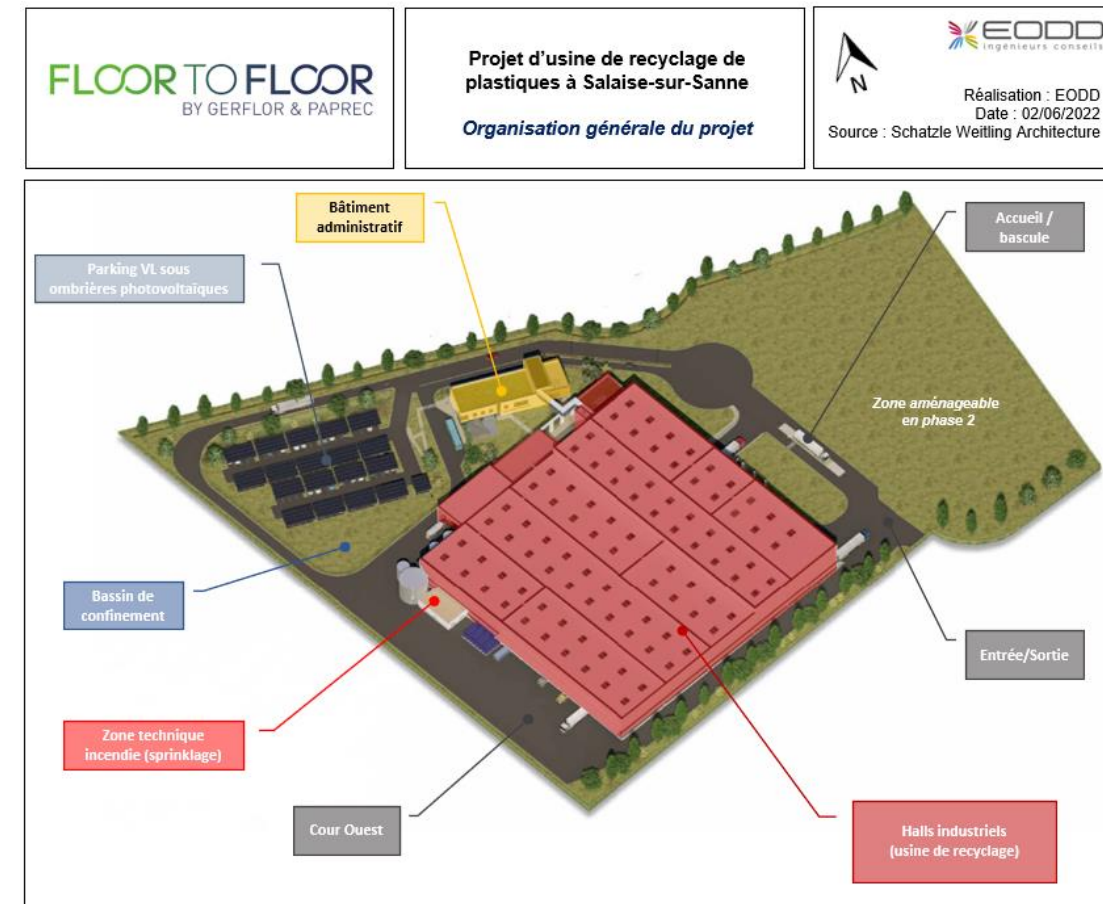 FLOOR TO FLOOR
BY GERFLOR & PAPREC
Projet d'usine de recyclage de
plastiques à Salaise-sur-Sanne
Organisation générale du projet
N
EODD
ingénieurs conseils
Réalisation : EODD
Date : 02/06/2022
Source : Schatzle Weitling Architecture
Bâtiment
administratif
Accueil /
bascule
Parking VL sous
ombrières photovoltaïques
Zone aménageable
en phase 2
Bassin de
confinement
Entrée/Sortie
Zone technique
incendie (sprinklage)
Cour Ouest
Halls industriels
(usine de recyclage)